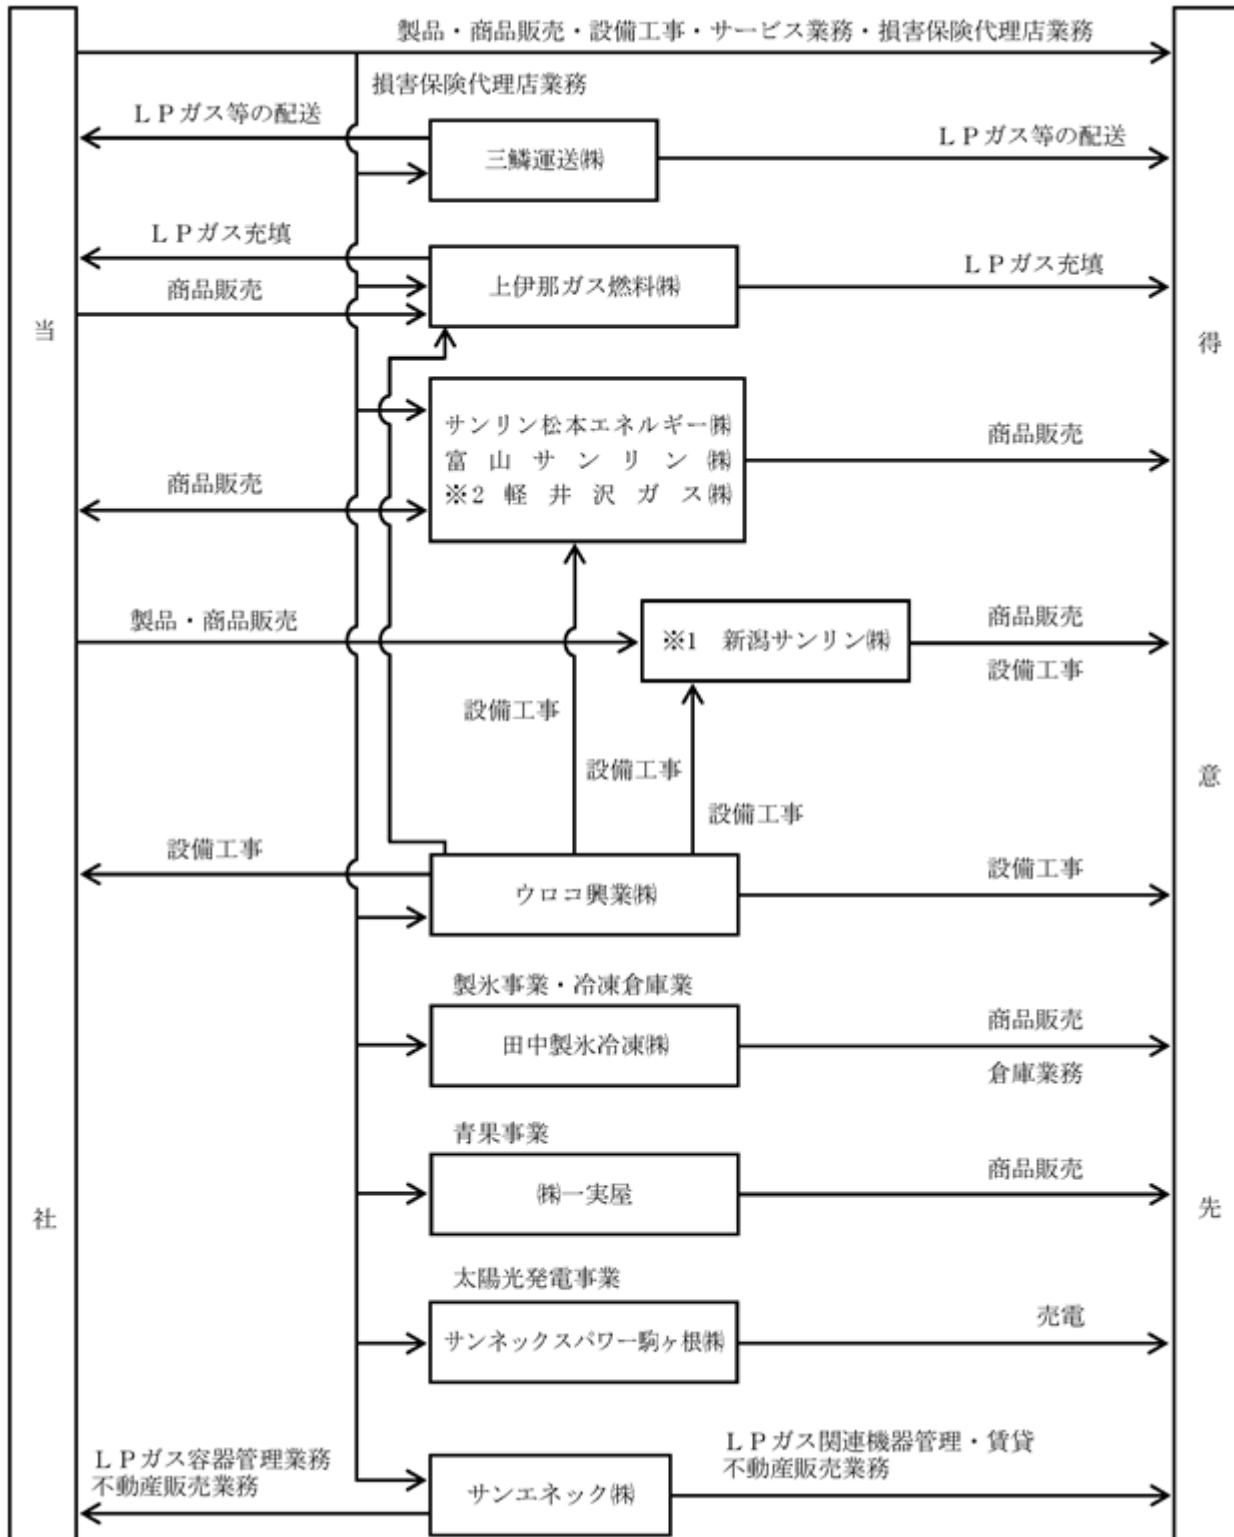 製品・商品販売・設備工事・サービス業務・損害保険代理店業務
損害保険代理店業務
ＬＰガス等の配送
三鱗運送㈱
ＬＰガス等の配送
ＬＰガス充填
上伊那ガス燃料㈱
ＬＰガス充填
商品販売
当
得
サンリン松本エネルギー㈱
富山サンリン㈱
※2 軽井沢ガス㈱
商品販売
商品販売
製品・商品販売
※1　新潟サンリン㈱
商品販売
設備工事
設備工事
設備工事
設備工事
意
設備工事
ウロコ興業㈱
設備工事
製氷事業・冷凍倉庫業
田中製氷冷凍㈱
商品販売
倉庫業務
青果事業
㈱一実屋
商品販売
社
先
太陽光発電事業
サンネックスパワー駒ヶ根㈱
売電
ＬＰガス容器管理業務
不動産販売業務
サンエネック㈱
ＬＰガス関連機器管理・賃貸
不動産販売業務